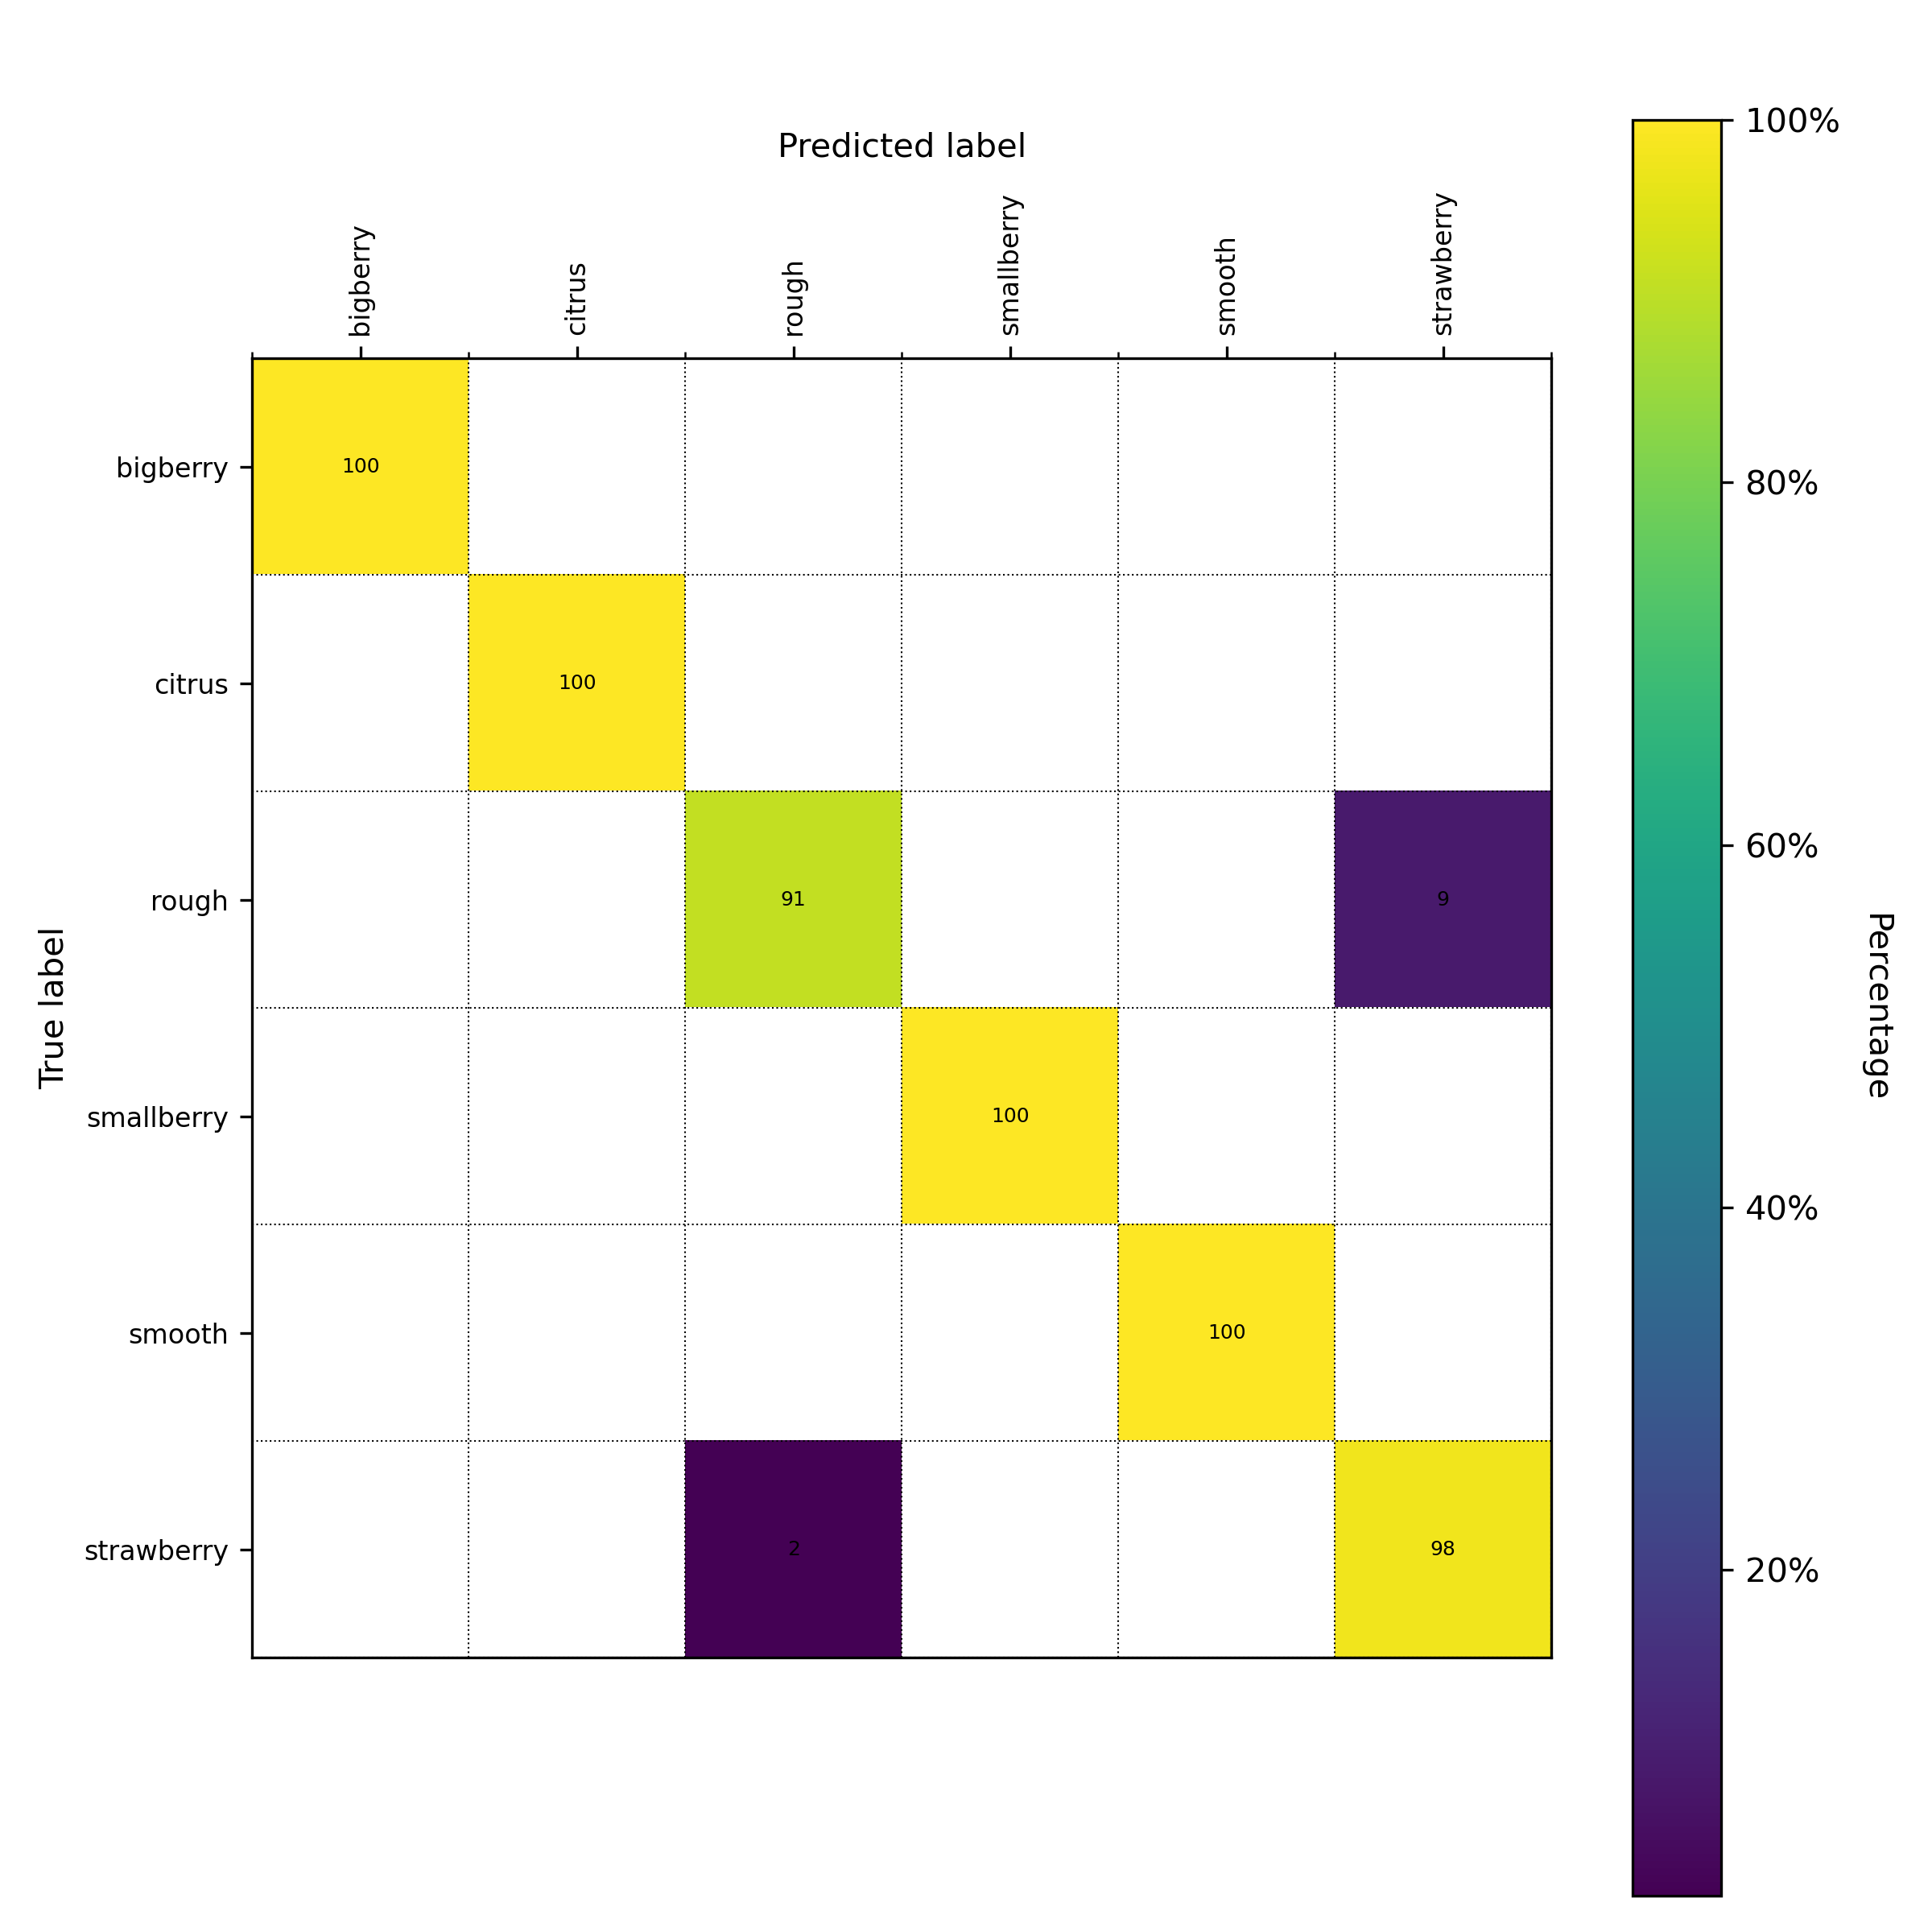 Predicted label
bigberry citrus rough smallberry smooth strawberry
bigberry 100
citrus 100
rough 91 9
smallberry 100
smooth 100
strawberry 2 98
True label
100%
80%
60%
40%
20%
Percentage